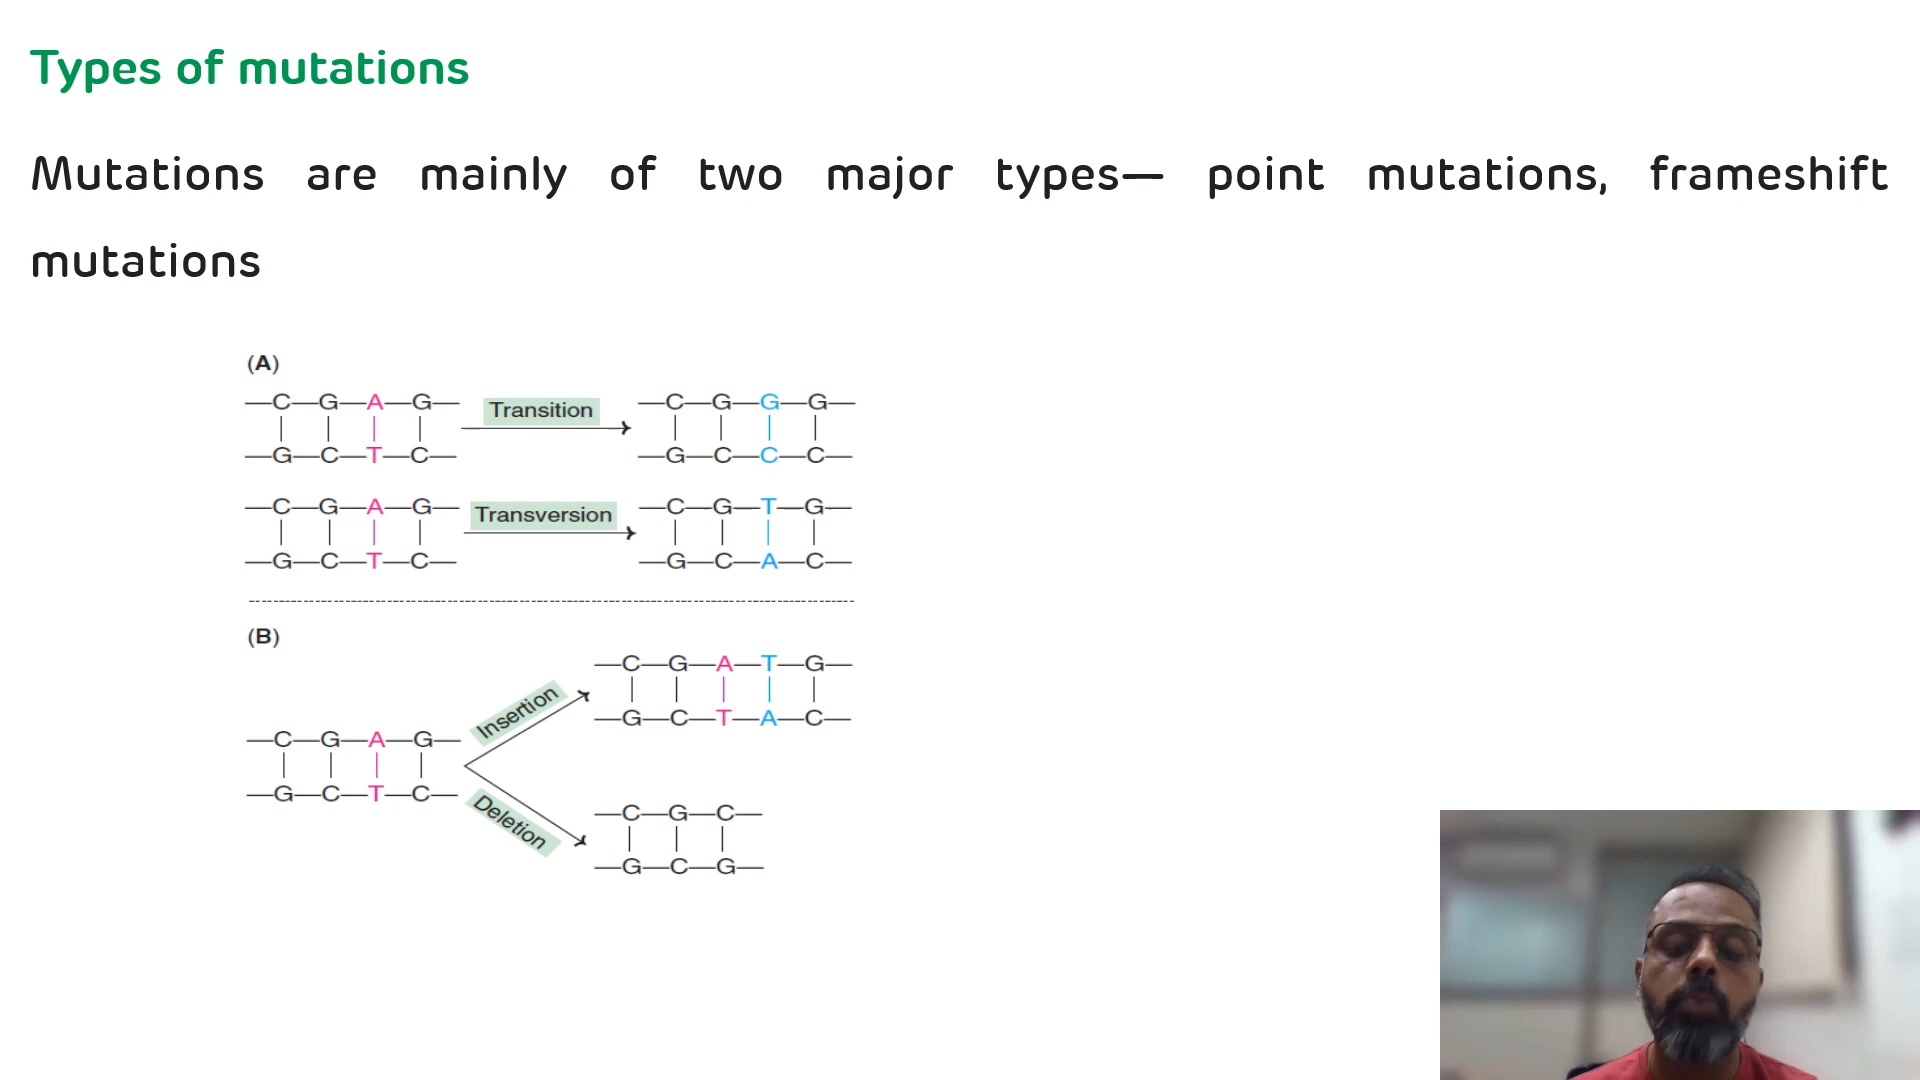 Types of mutations
Mutations are mainly of two major types— point mutations, frameshift
mutations
(A)
—C—G—A—G— Transition —C—G—G—G—
—G—C—T—C— —G—C—C—C—
—C—G—A—G— Transversion —C—G—T—G—
—G—C—T—C— —G—C—A—C—
(B)
—C—G—A—T—G—
Insertion
—G—C—T—A—C—
—C—G—A—G—
—G—C—T—C—
Deletion
—C—G—C—
—G—C—G—